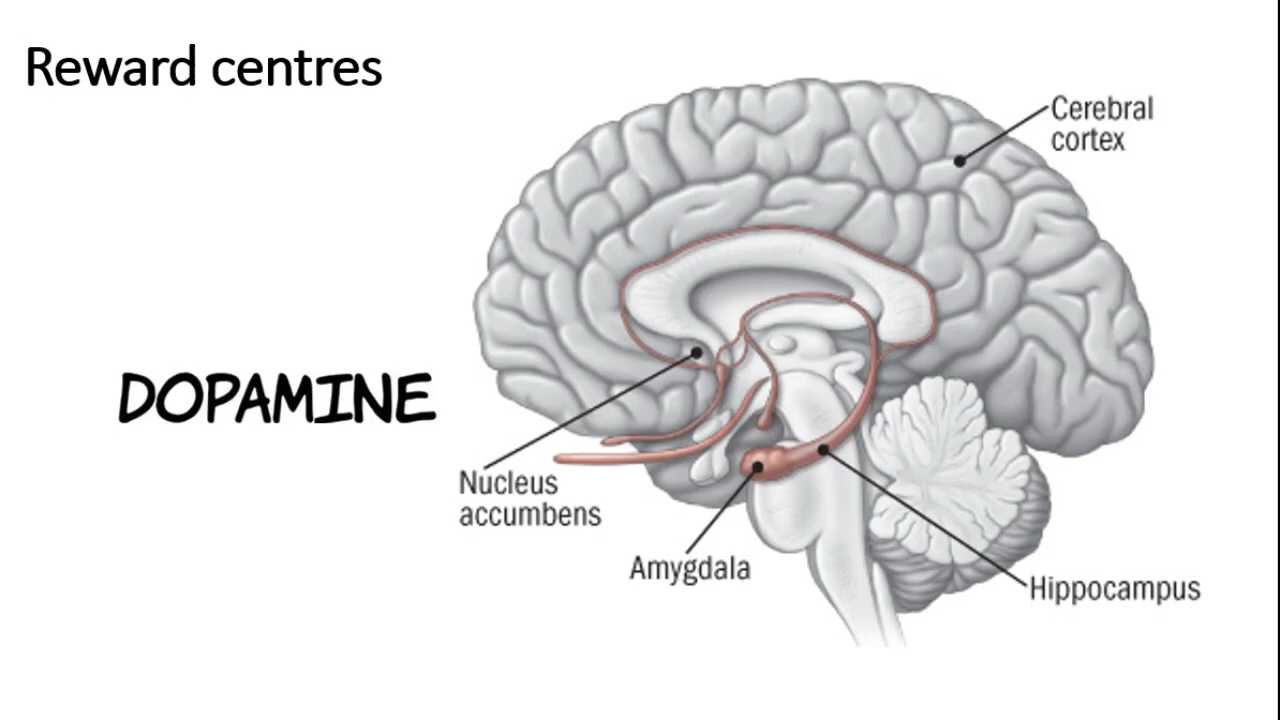 Reward centres
Cerebral
cortex
DOPAMINE
Nucleus
accumbens
Amygdala
Hippocampus